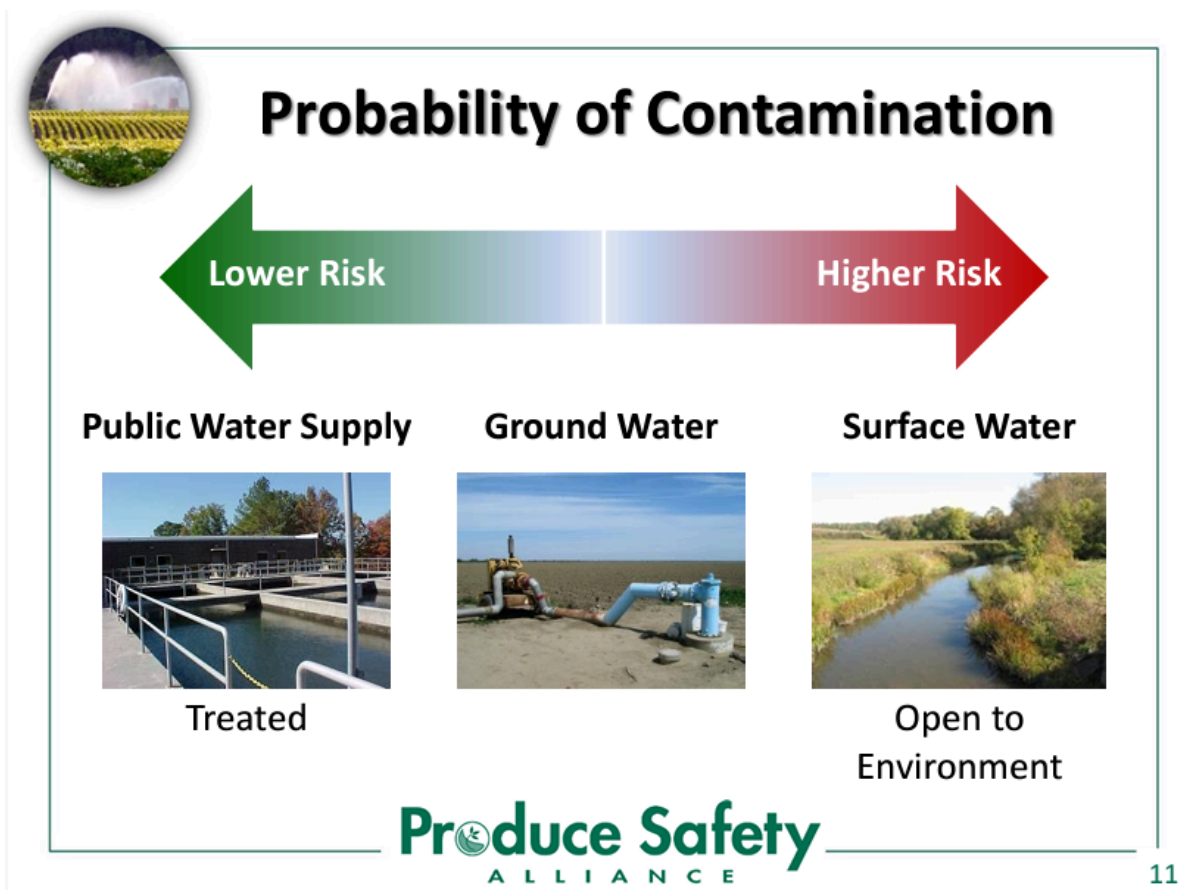 Probability of Contamination
Lower Risk
Higher Risk
Public Water Supply
Ground Water
Surface Water
Treated
Open to
Environment
Produce Safety
ALLIANCE
11